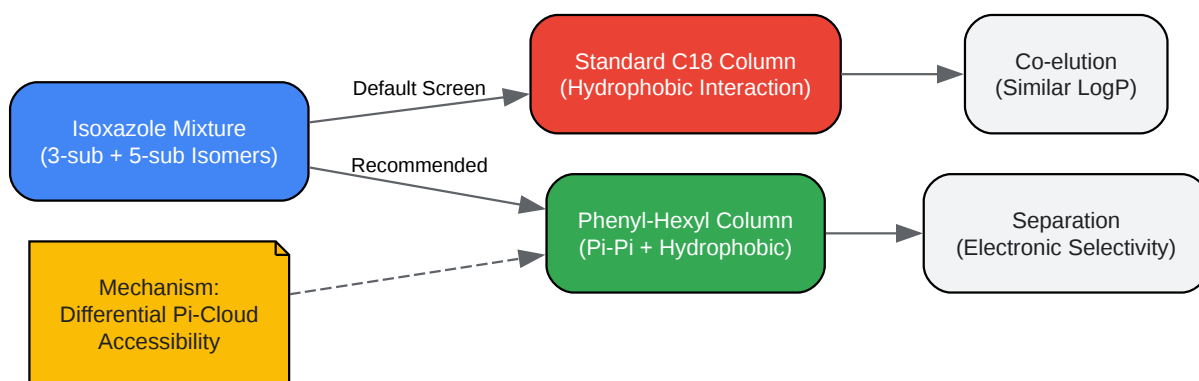 Isoxazole Mixture
(3-sub + 5-sub Isomers)
Default Screen
Recommended
Standard C18 Column
(Hydrophobic Interaction)
Co-elution
(Similar LogP)
Phenyl-Hexyl Column
(Pi-Pi + Hydrophobic)
Separation
(Electronic Selectivity)
Mechanism:
Differential Pi-Cloud
Accessibility